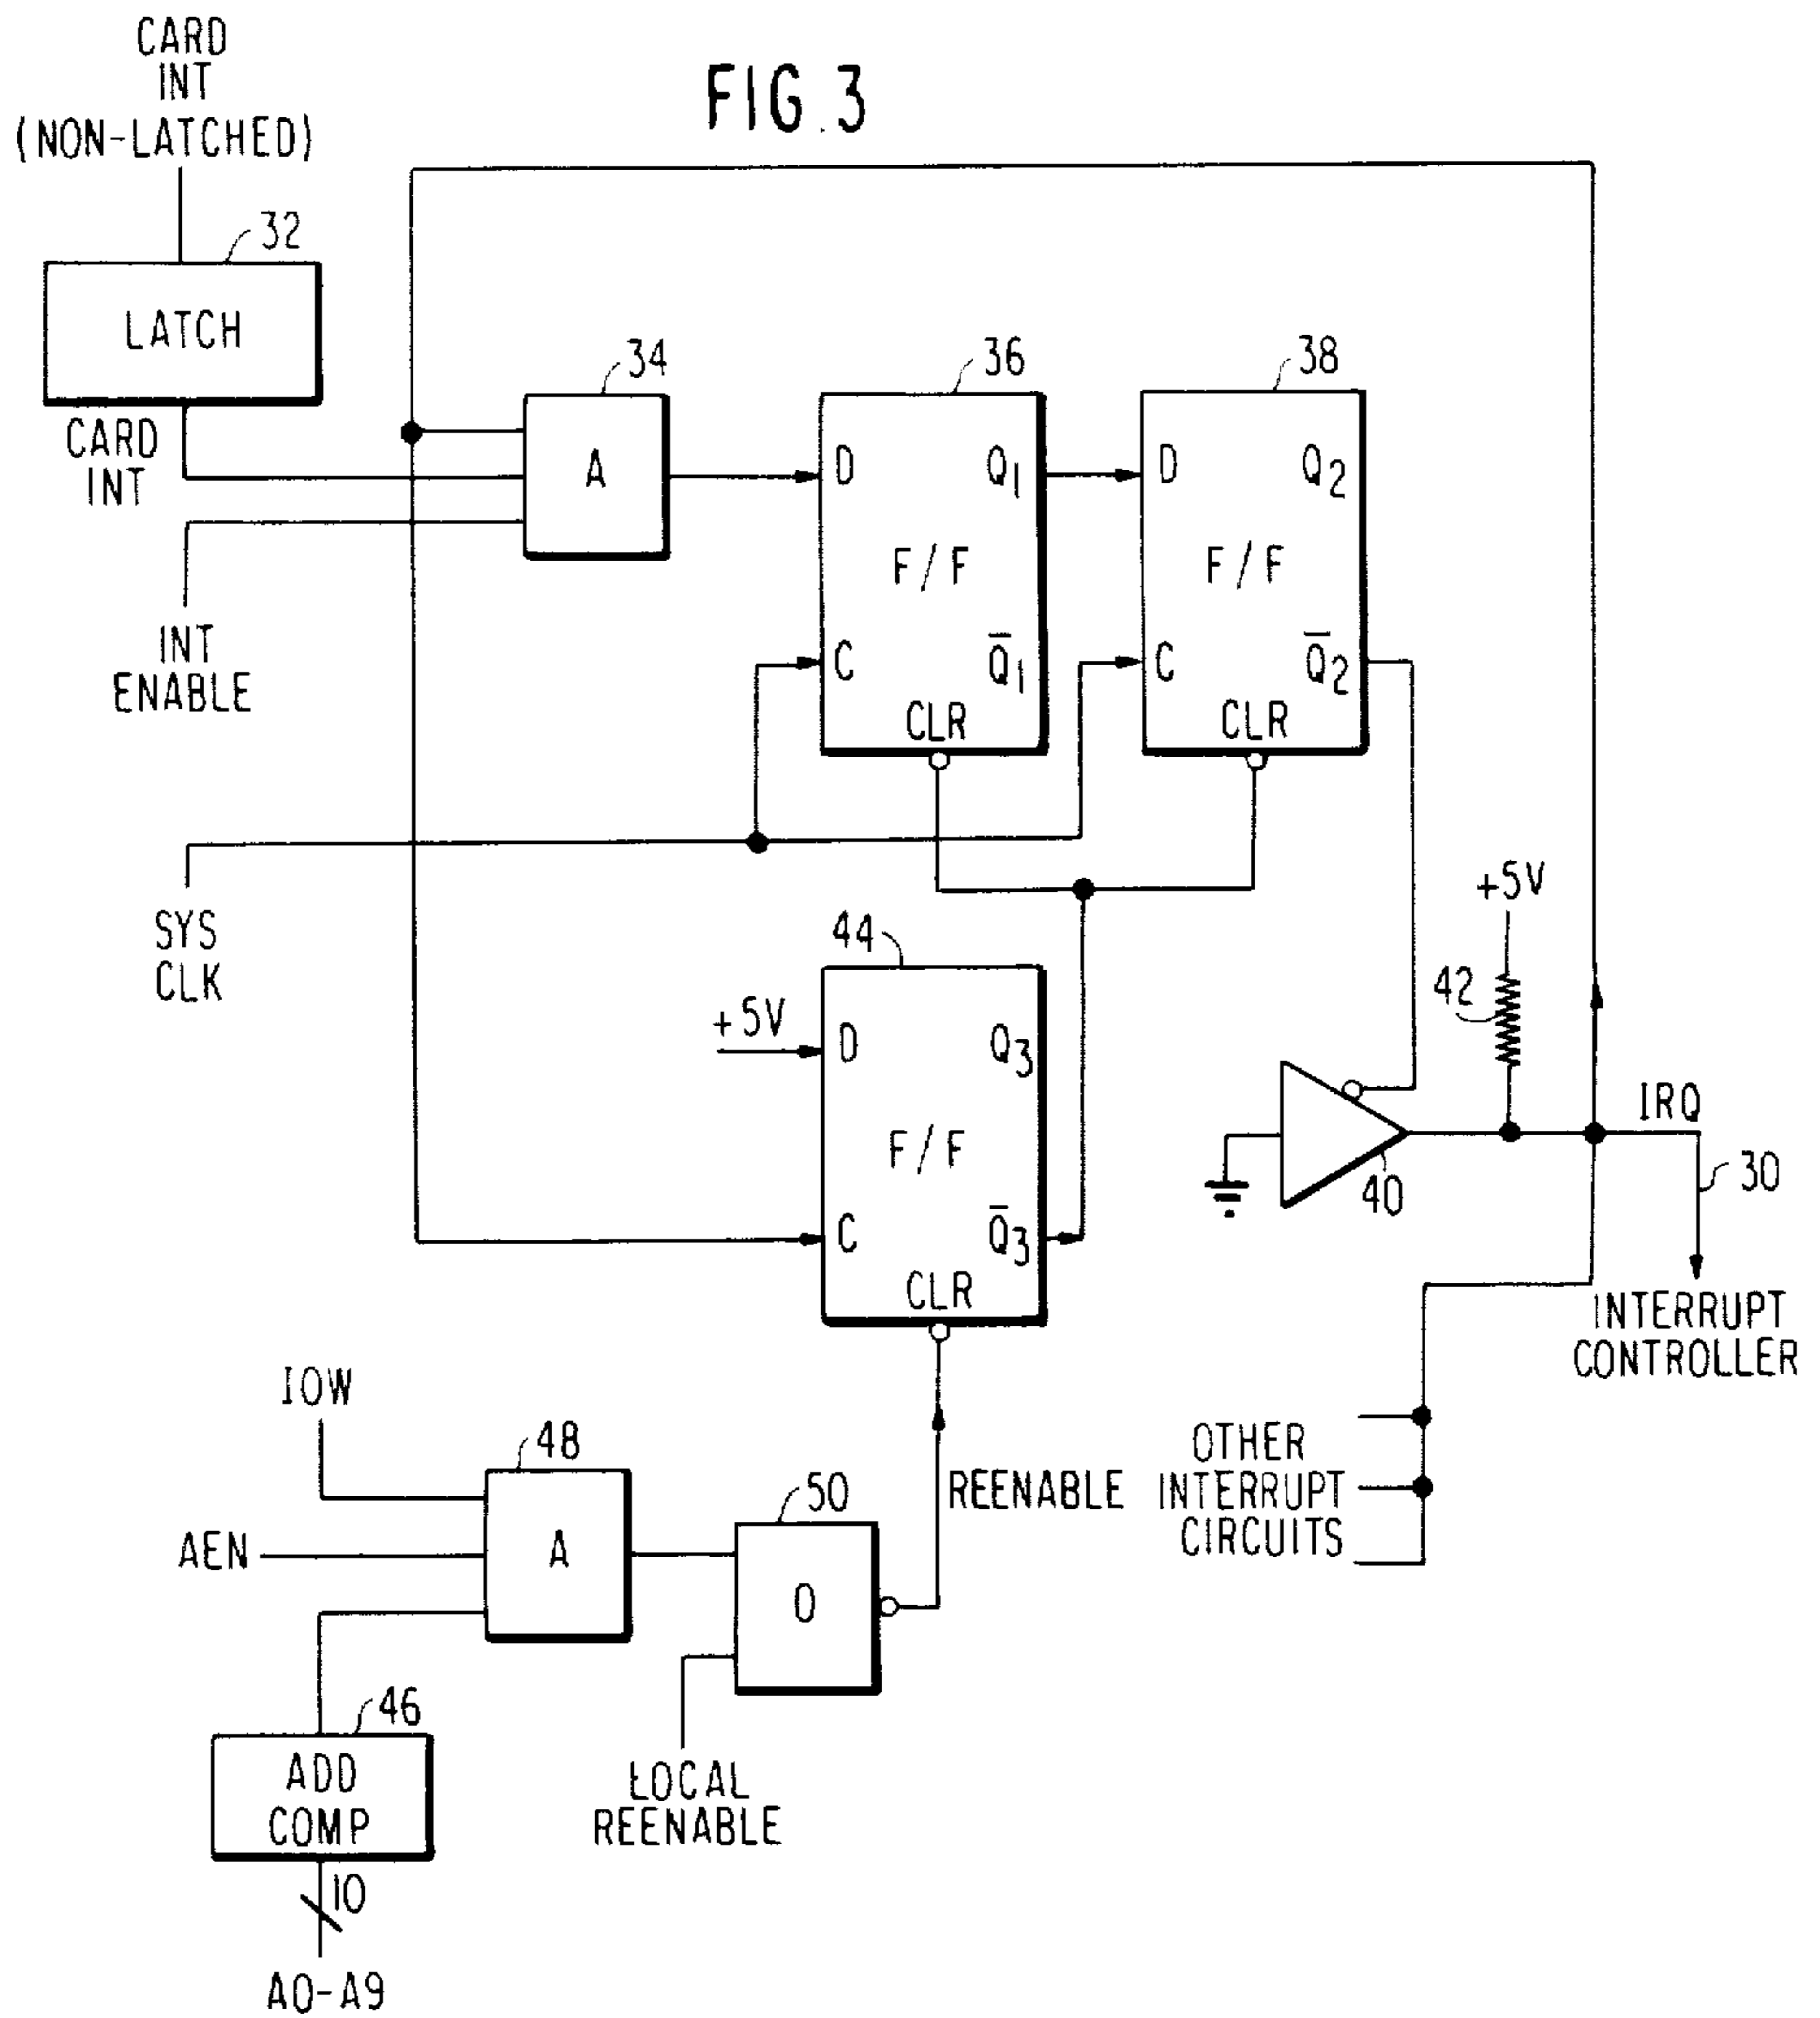 FIG. 3
CARD
INT
(NON-LATCHED)
32
LATCH
CARD
INT
34
A
36
D
Q1
F/F
C
Q̅1
CLR
38
D
Q2
F/F
C
Q̅2
CLR
INT
ENABLE
SYS
CLK
44
+5V
D
Q3
F/F
C
Q̅3
CLR
+5V
42
40
IRQ
30
INTERRUPT
CONTROLLER
OTHER
INTERRUPT
CIRCUITS
IOW
48
AEN
A
50
O
REENABLE
LOCAL
REENABLE
46
ADD
COMP
10
A0-A9